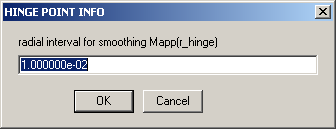 HINGE POINT INFO
radial interval for smoothing Mapp(r_hinge)
1.000000e-02
OK
Cancel